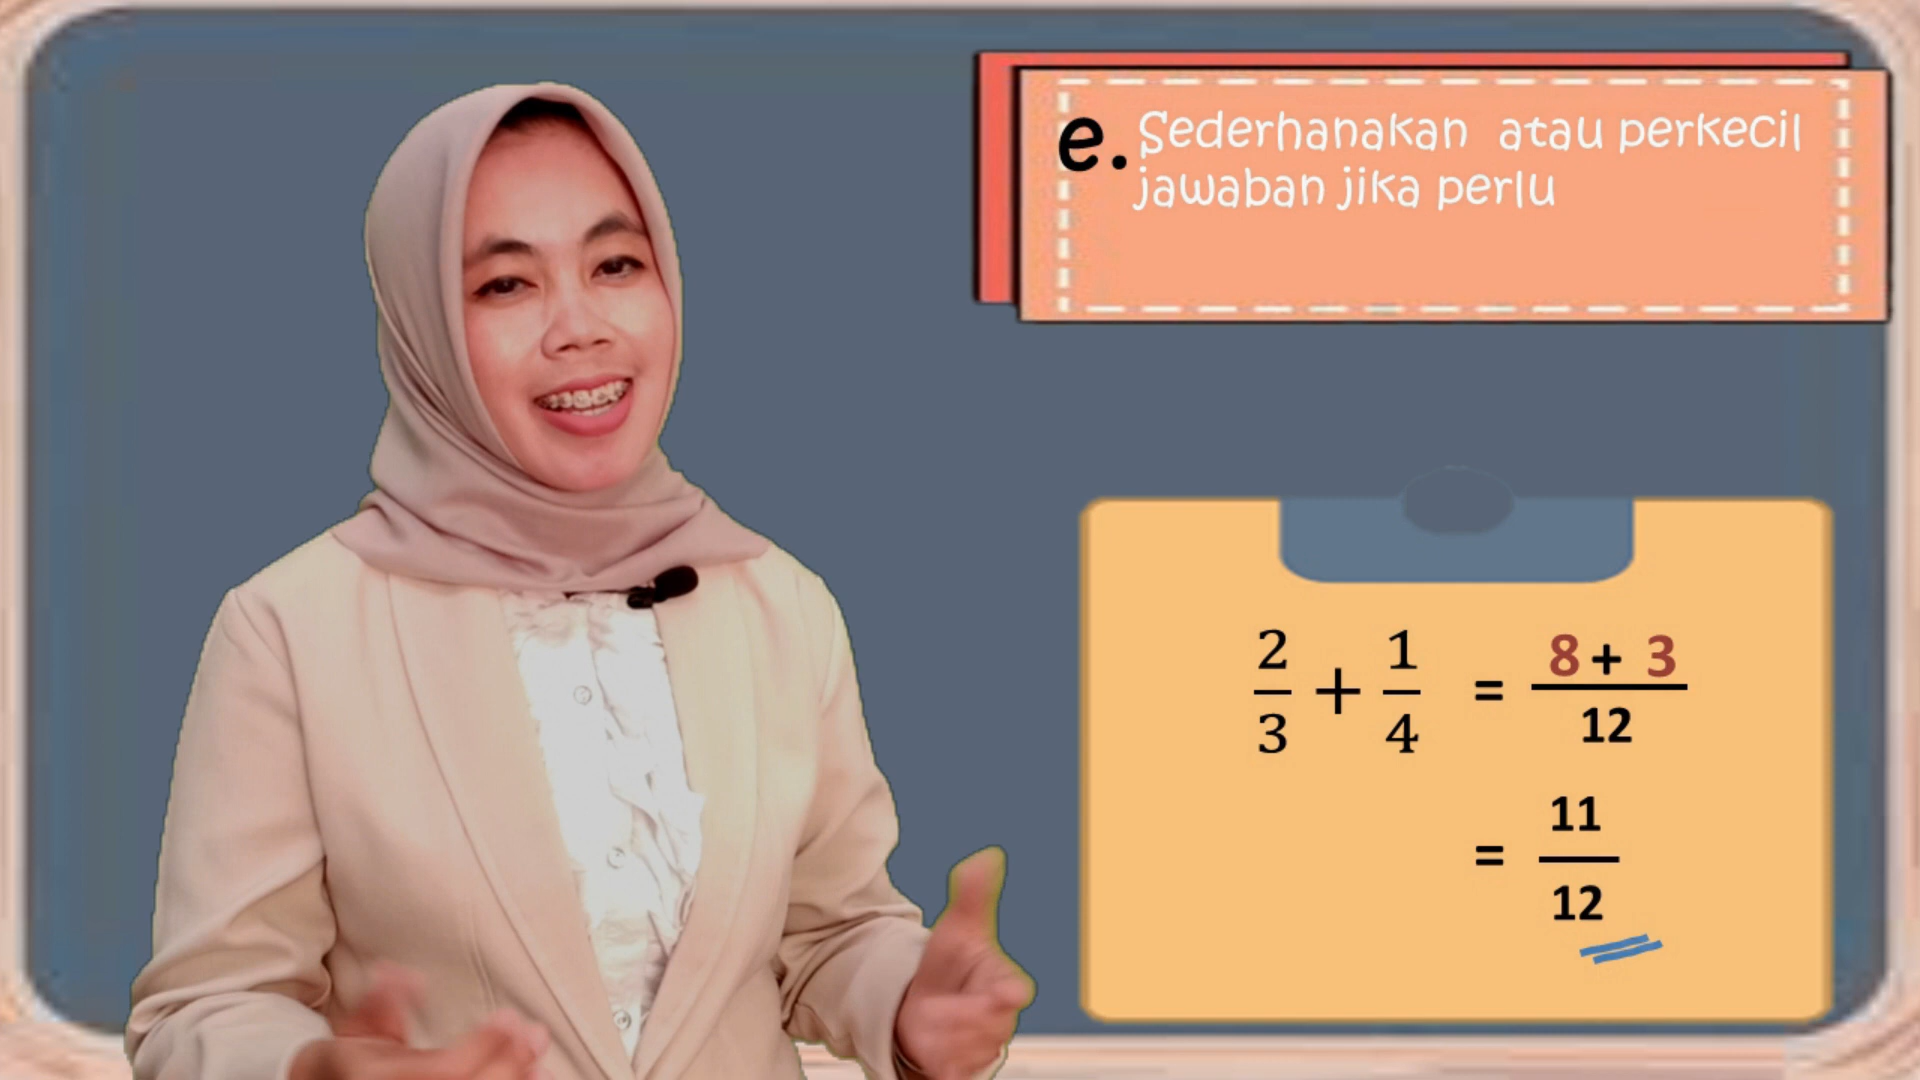 e. Sederhanakan atau perkecil
jawaban jika perlu
2/3 + 1/4 = 8 + 3 / 12
= 11/12